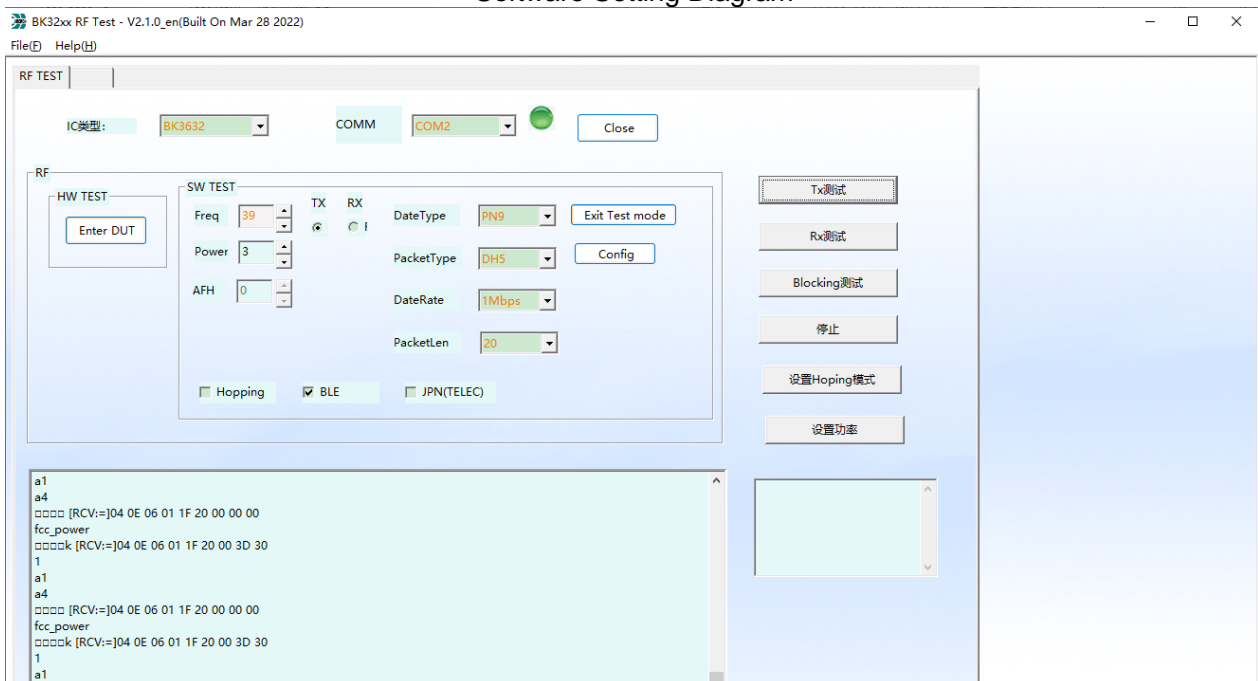 Software Setting Diagram
BK32xx RF Test - V2.1.0_en(Built On Mar 28 2022)
File(F) Help(H)
RF TEST
IC类型: BK3632 COMM COM2 Close
RF
HW TEST
Enter DUT
SW TEST
Freq 39 TX RX DateType PN9 Exit Test mode
Power 3 PacketType DH5 Config
AFH 0 DateRate 1Mbps
PacketLen 20
Hopping BLE JPN(TELEC)
Tx测试
Rx测试
Blocking测试
停止
设置Hoping模式
设置功率
a1
a4
□□□□ [RCV:=]04 0E 06 01 1F 20 00 00 00
fcc_power
□□□□k [RCV:=]04 0E 06 01 1F 20 00 3D 30
1
a1
a4
□□□□ [RCV:=]04 0E 06 01 1F 20 00 00 00
fcc_power
□□□□k [RCV:=]04 0E 06 01 1F 20 00 3D 30
1
a1